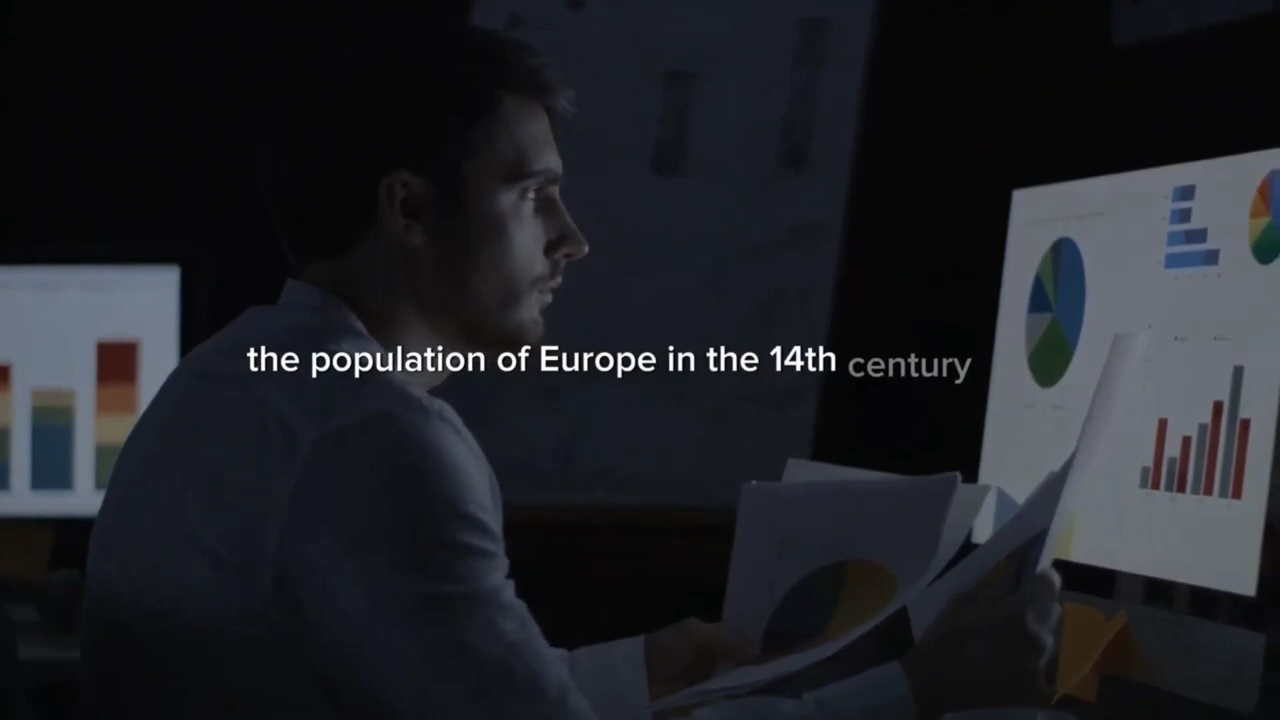 the population of Europe in the 14th century